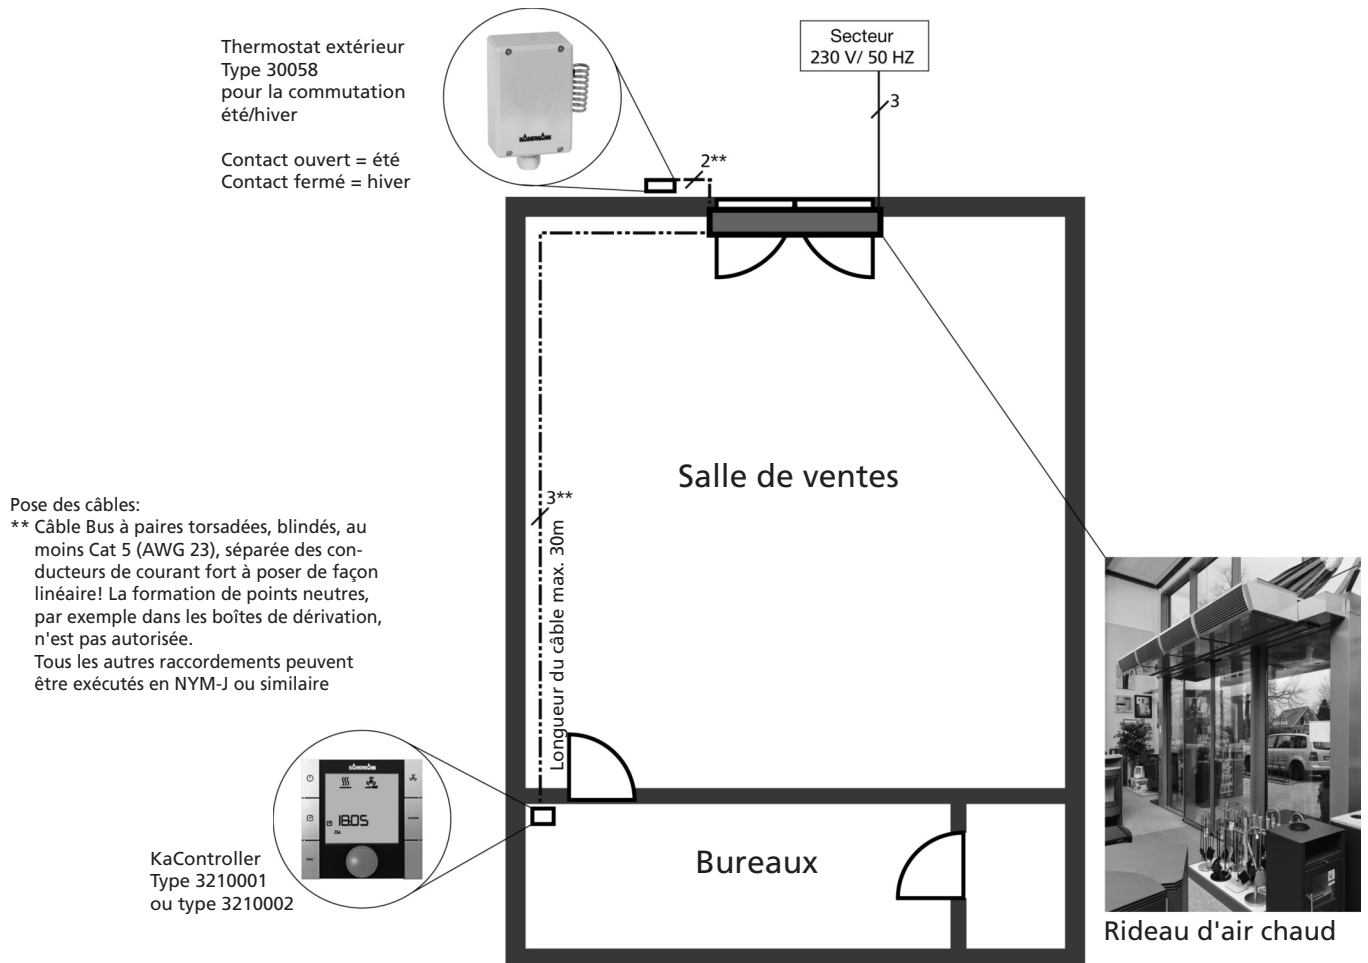 Thermostat extérieur
Type 30058
pour la commutation
été/hiver
Contact ouvert = été
Contact fermé = hiver
KAMPMANN
Secteur
230 V/ 50 HZ
3
2**
Salle de ventes
3**
Longueur du câble max. 30m
Pose des câbles:
** Câble Bus à paires torsadées, blindés, au
moins Cat 5 (AWG 23), séparée des con-
ducteurs de courant fort à poser de façon
linéaire! La formation de points neutres,
par exemple dans les boîtes de dérivation,
n'est pas autorisée.
Tous les autres raccordements peuvent
être exécutés en NYM-J ou similaire
KAMPMANN
18:05
KaController
Type 3210001
ou type 3210002
Bureaux
Rideau d'air chaud